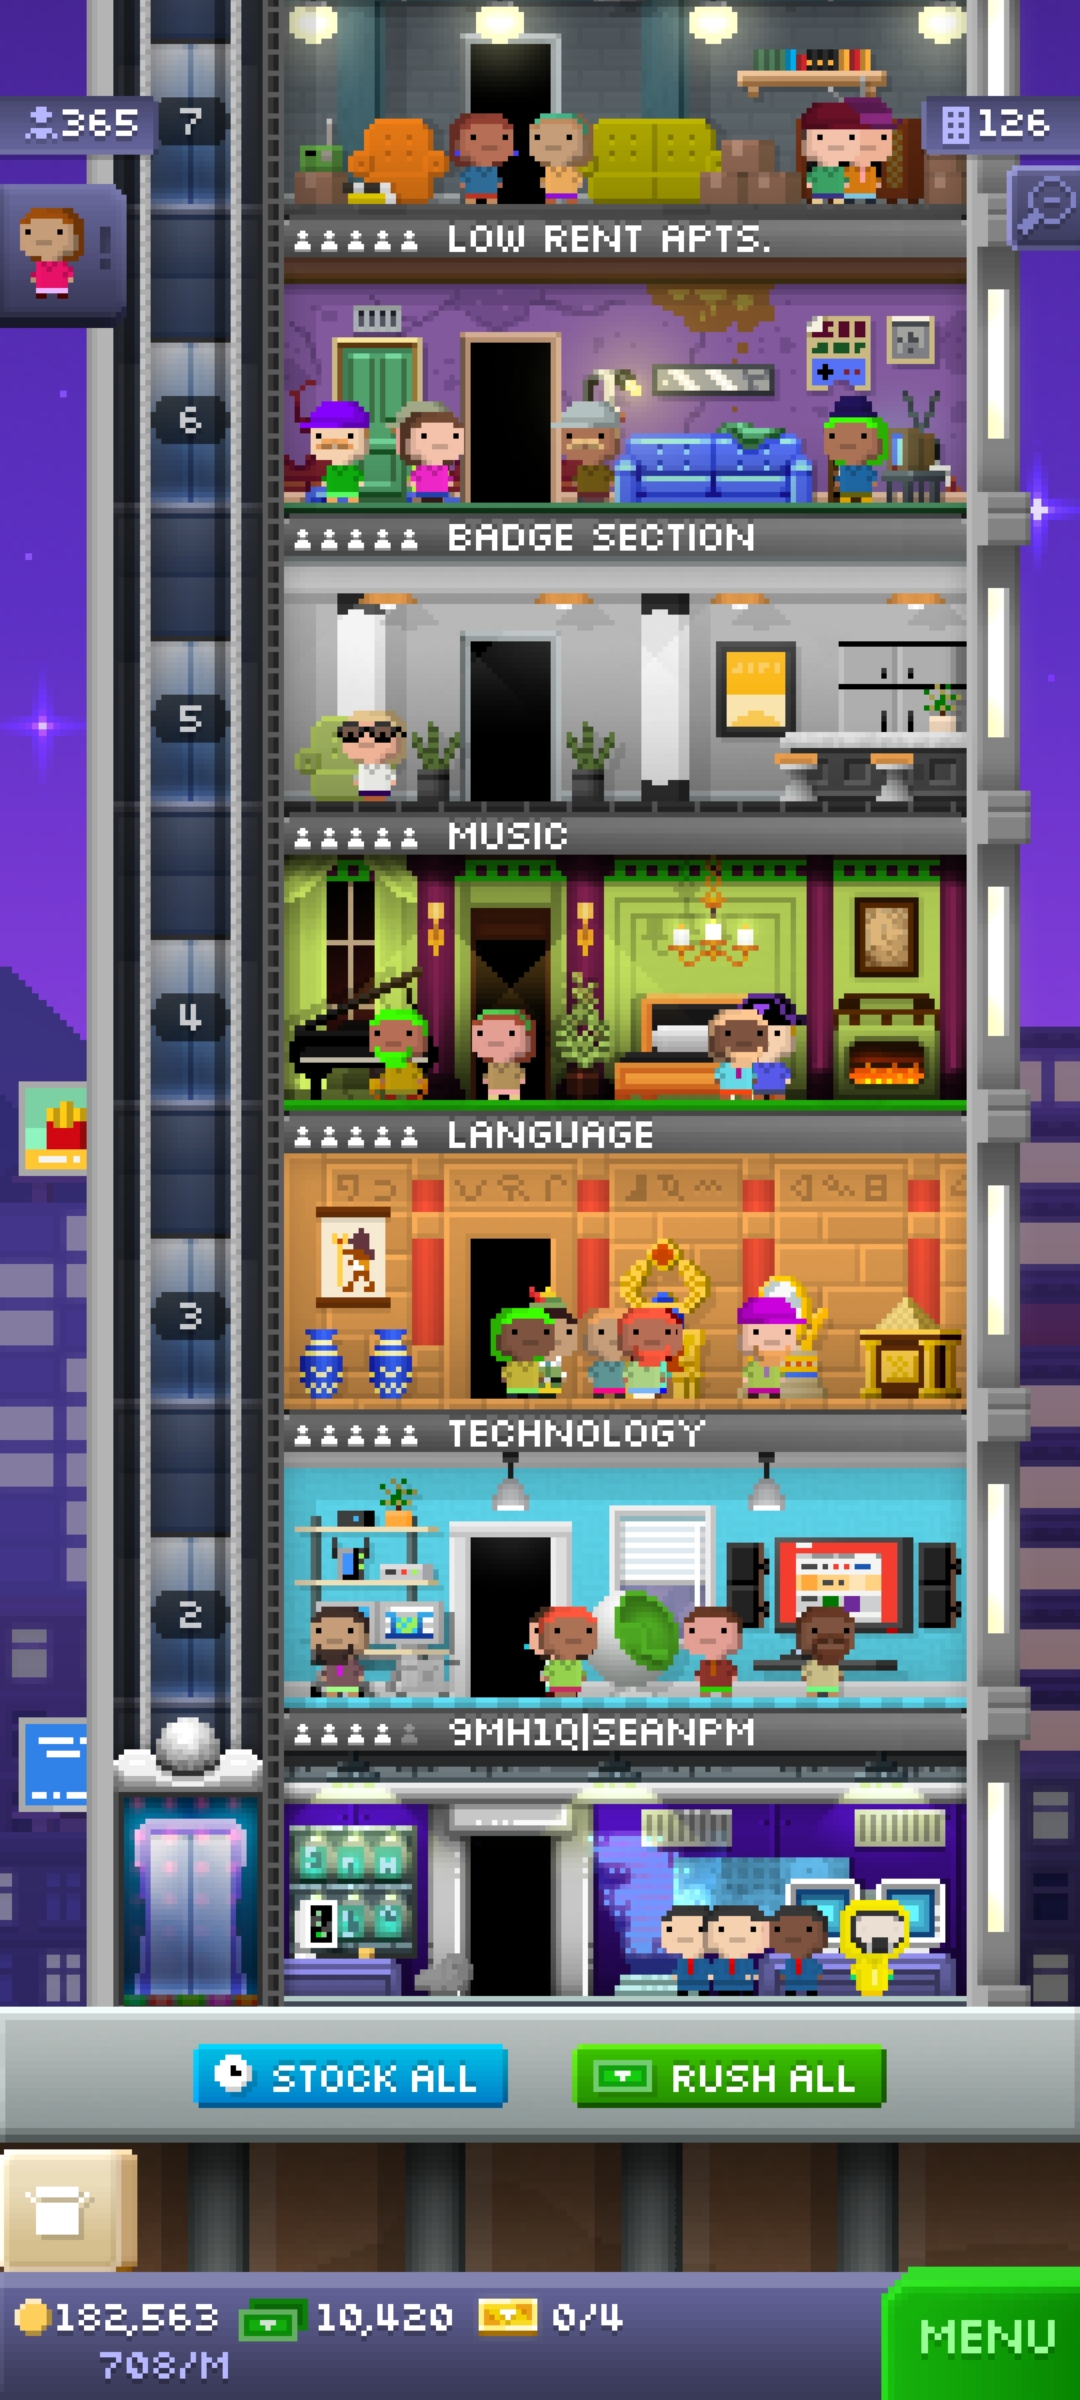 7
365
126
LOW RENT APTS.
6
BADGE SECTION
5
MUSIC
4
LANGUAGE
3
TECHNOLOGY
2
9MH1Q|SEANPM
STOCK ALL
RUSH ALL
182,563
10,420
0/4
708/M
MENU